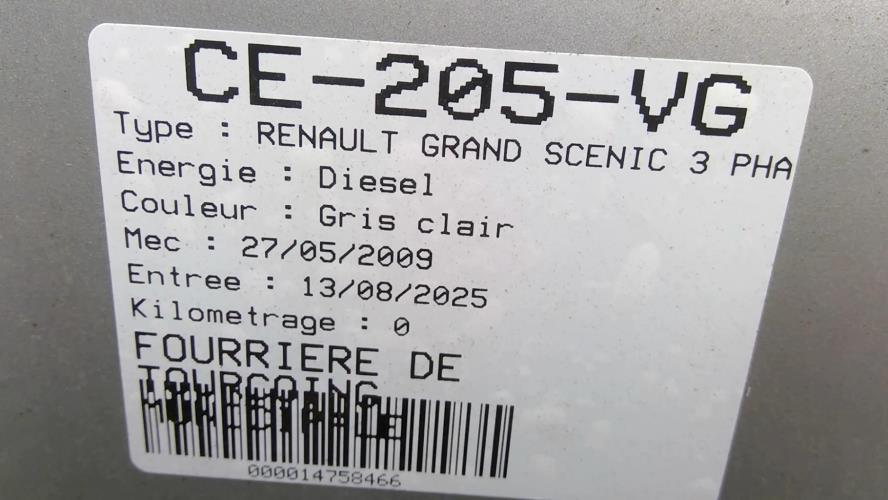 CE-205-VG
Type : RENAULT GRAND SCENIC 3 PHA
Energie : Diesel
Couleur : Gris clair
Mec : 27/05/2009
Entree : 13/08/2025
Kilometrage : 0
FOURRIERE DE
TOURCOING
000014758466